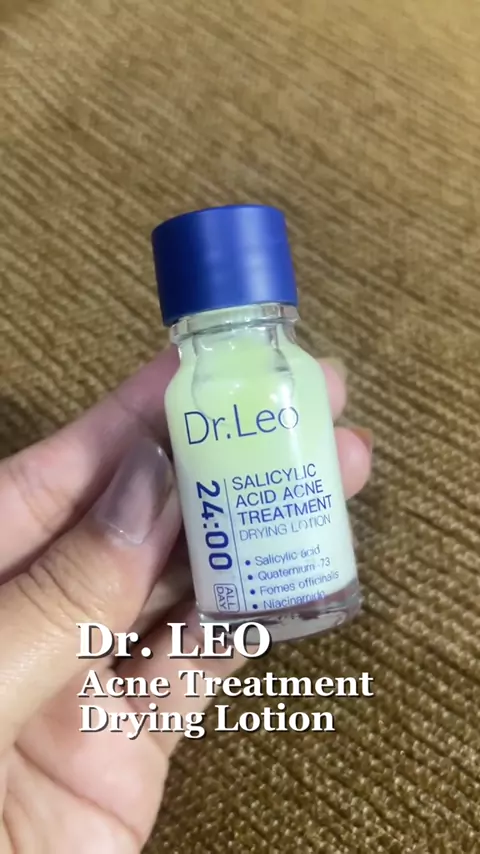 Dr.Leo
24:00
ALL DAY
SALICYLIC
ACID ACNE
TREATMENT
DRYING LOTION
• Salicylic acid
• Quaternium-73
• Fomes officinalis
• Niacinamide
Dr. LEO
Acne Treatment
Drying Lotion